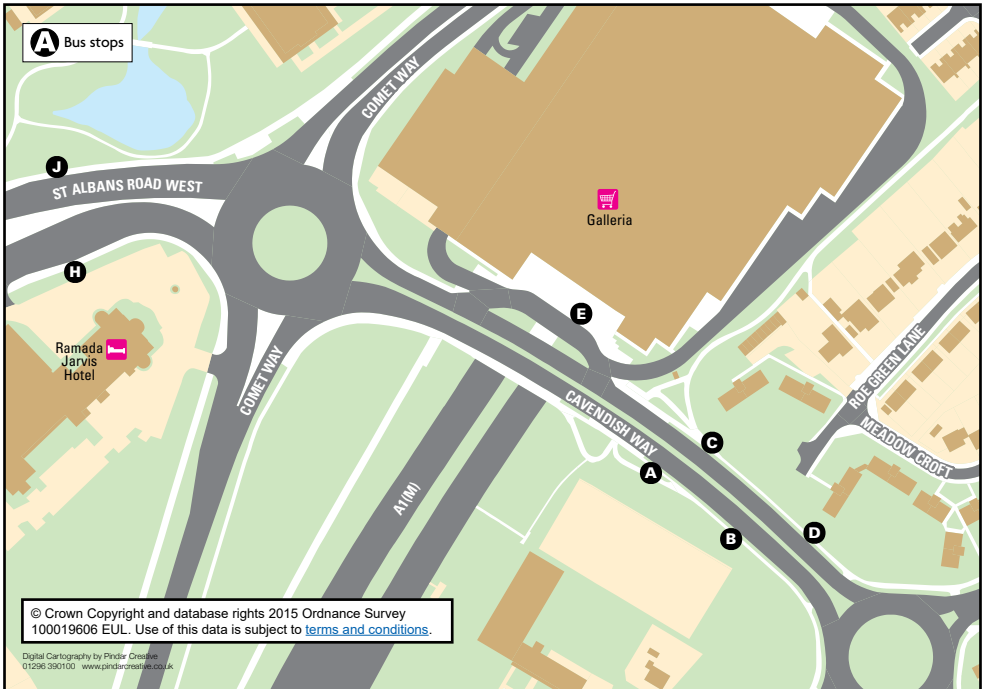 A Bus stops
COMET WAY
J
ST ALBANS ROAD WEST
Galleria
H
E
Ramada
Jarvis
Hotel
COMET WAY
CAVENDISH WAY
ROE GREEN LANE
MEADOW CROFT
C
A
A1(M)
B
D
© Crown Copyright and database rights 2015 Ordnance Survey
100019606 EUL. Use of this data is subject to terms and conditions.
Digital Cartography by Pindar Creative
01296 390100 www.pindarcreative.co.uk